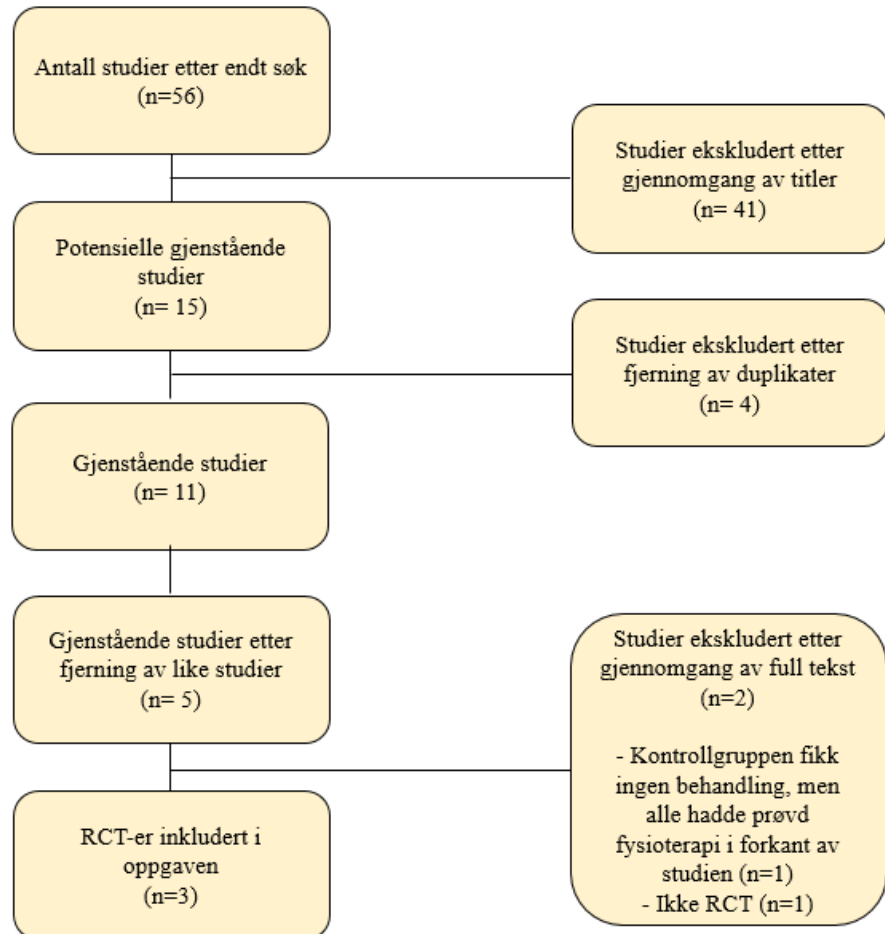 Antall studier etter endt søk
(n=56)
Studier ekskludert etter
gjennomgang av titler
(n= 41)
Potensielle gjenstående
studier
(n= 15)
Studier ekskludert etter
fjerning av duplikater
(n= 4)
Gjenstående studier
(n= 11)
Gjenstående studier etter
fjerning av like studier
(n= 5)
Studier ekskludert etter
gjennomgang av full tekst
(n=2)
- Kontrollgruppen fikk
ingen behandling, men
alle hadde prøvd
fysioterapi i forkant av
studien (n=1)
- Ikke RCT (n=1)
RCT-er inkludert i
oppgaven
(n=3)